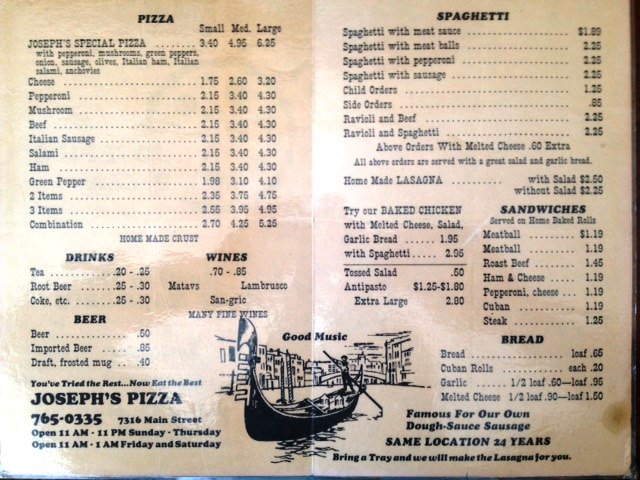 PIZZA
Small Med. Large
JOSEPH'S SPECIAL PIZZA ........ 3.40 4.95 6.25
with pepperoni, mushrooms, green peppers,
onion, sausage, olives, Italian ham, Italian
salami, anchovies
Cheese ........ 1.75 2.60 3.20
Pepperoni ........ 2.15 3.40 4.30
Mushroom ........ 2.15 3.40 4.30
Beef ........ 2.15 3.40 4.30
Italian Sausage ........ 2.15 3.40 4.30
Salami ........ 2.15 3.40 4.30
Ham ........ 2.15 3.40 4.30
Green Pepper ........ 1.98 3.10 4.10
2 Items ........ 2.35 3.75 4.75
3 Items ........ 2.55 3.95 4.95
Combination ........ 2.70 4.25 5.25
HOME MADE CRUST
DRINKS
Tea ........ .20 - .25
Root Beer ...... .25 - .30
Coke, etc. ..... .25 - .30
BEER
Beer ........ .50
Imported Beer ..... .85
Draft, frosted mug .. .40
WINES
.70 - .85
Matavs Lambrusco
San-gric
MANY FINE WINES
You've Tried the Rest...Now Eat the Best
JOSEPH'S PIZZA
765-0335 7316 Main Street
Open 11 AM - 11 PM Sunday - Thursday
Open 11 AM - 1 AM Friday and Saturday
Good Music
SPAGHETTI
Spaghetti with meat sauce ........ $1.89
Spaghetti with meat balls ........ 2.25
Spaghetti with pepperoni ........ 2.25
Spaghetti with sausage ........ 2.25
Child Orders ........ 1.25
Side Orders ........ .85
Ravioli and Beef ........ 2.25
Ravioli and Spaghetti ........ 2.25
Above Orders With Melted Cheese .60 Extra
All above orders are served with a great salad and garlic bread.
Home Made LASAGNA .......... with Salad $2.50
without Salad $2.25
Try our BAKED CHICKEN
with Melted Cheese, Salad,
Garlic Bread ...... 1.95
with Spaghetti ..... 2.95
Tossed Salad .50
Antipasto $1.25-$1.80
Extra Large 2.80
SANDWICHES
Served on Home Baked Rolls
Meatball ........ $1.19
Meatball ........ 1.19
Roast Beef ....... 1.45
Ham & Cheese ..... 1.19
Pepperoni, cheese ... 1.19
Cuban ........ 1.19
Steak ........ 1.25
BREAD
Bread ........ loaf .65
Cuban Rolls ........ each .20
Garlic ...... 1/2 loaf .60—loaf .95
Melted Cheese 1/2 loaf .90—loaf 1.50
Famous For Our Own
Dough-Sauce Sausage
SAME LOCATION 24 YEARS
Bring a Tray and we will make the Lasagna for you.